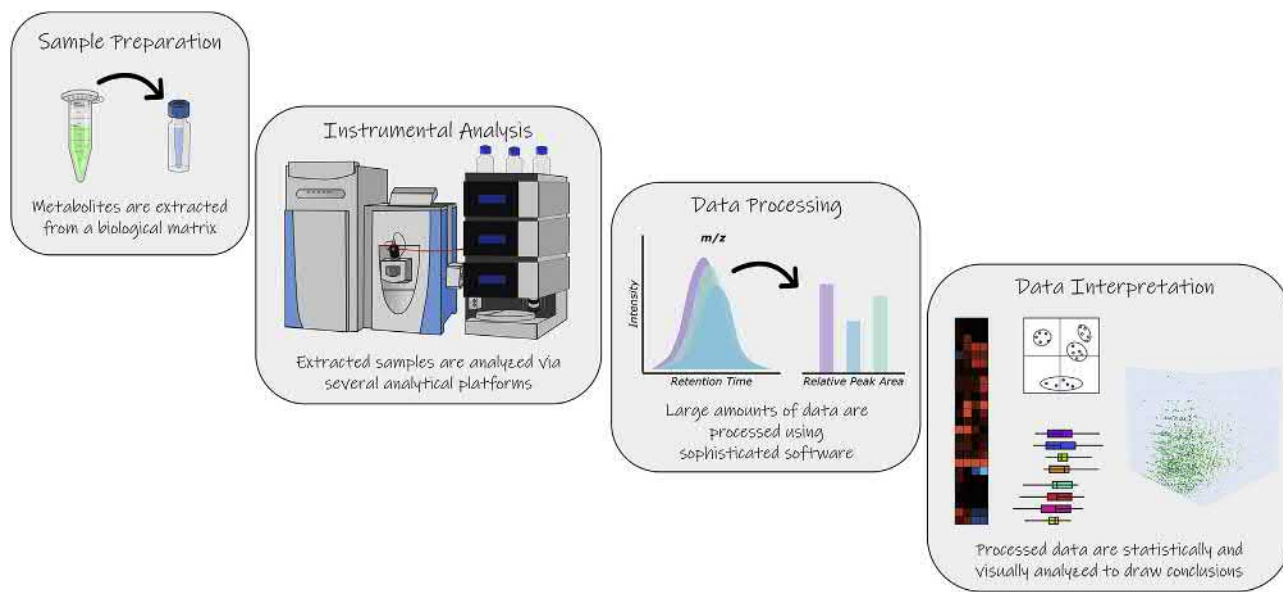 Sample Preparation
Metabolites are extracted
from a biological matrix
Instrumental Analysis
Extracted samples are analyzed via
several analytical platforms
Data Processing
m/z
Intensity
Retention Time
Relative Peak Area
Large amounts of data are
processed using
sophisticated software
Data Interpretation
Processed data are statistically and
visually analyzed to draw conclusions